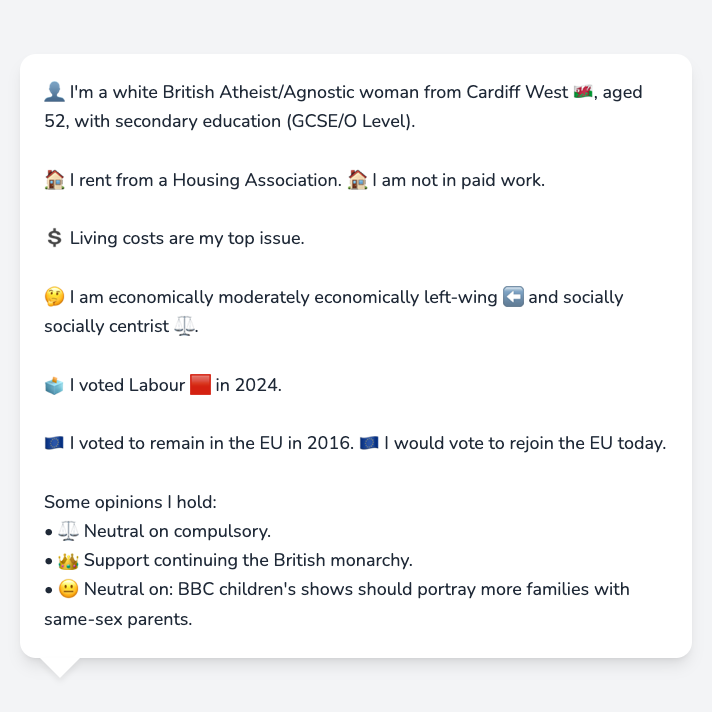 👤 I'm a white British Atheist/Agnostic woman from Cardiff West 🏴󠁧󠁢󠁷󠁬󠁳󠁿, aged
52, with secondary education (GCSE/O Level).
🏠 I rent from a Housing Association. 🏠 I am not in paid work.
💲 Living costs are my top issue.
🤔 I am economically moderately economically left-wing ⬅️ and socially
socially centrist ⚖️.
🗳️ I voted Labour 🟥 in 2024.
🇪🇺 I voted to remain in the EU in 2016. 🇪🇺 I would vote to rejoin the EU today.
Some opinions I hold:
• ⚖️ Neutral on compulsory.
• 👑 Support continuing the British monarchy.
• 😐 Neutral on: BBC children's shows should portray more families with
same-sex parents.